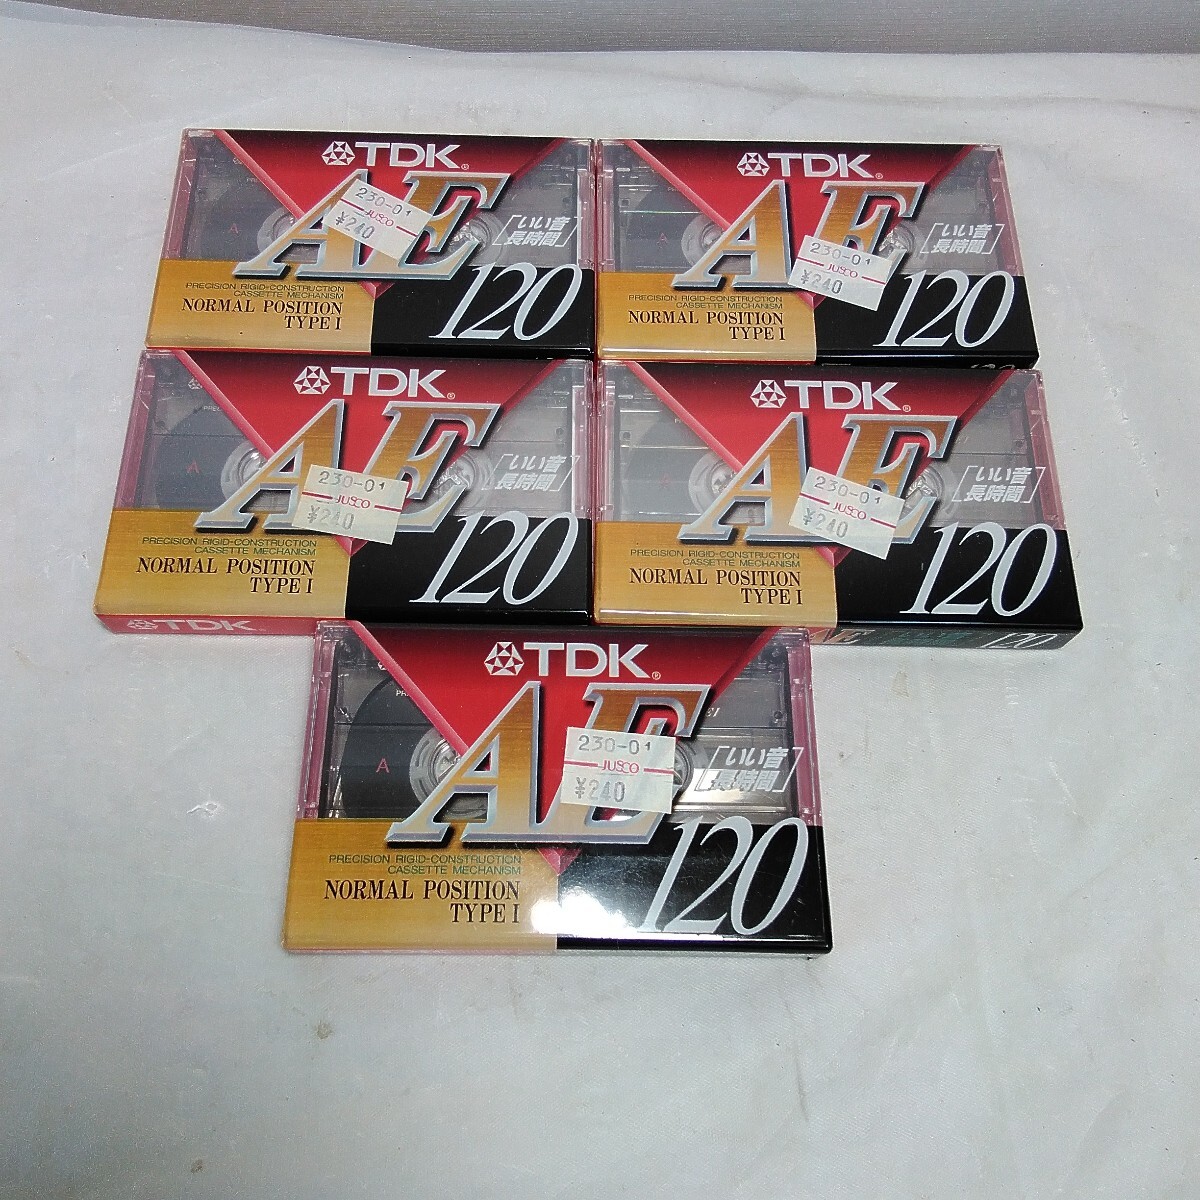 TDK®
AE
230-01
JUSCO
¥240
A
[いい音
長時間]
120
PRECISION RIGID-CONSTRUCTION
CASSETTE MECHANISM
NORMAL POSITION
TYPE I
TDK®
AE
230-01
JUSCO
¥240
A
[いい音
長時間]
120
PRECISION RIGID-CONSTRUCTION
CASSETTE MECHANISM
NORMAL POSITION
TYPE I
120
TDK®
AE
230-01
JUSCO
¥240
A
[いい音
長時間]
120
PRECISION RIGID-CONSTRUCTION
CASSETTE MECHANISM
NORMAL POSITION
TYPE I
TDK®
TDK®
AE
230-01
JUSCO
¥240
[いい音
長時間]
120
PRECISION RIGID-CONSTRUCTION
CASSETTE MECHANISM
NORMAL POSITION
TYPE I
AE
120
TDK®
AE
230-01
JUSCO
¥240
A
[いい音
長時間]
120
PRECISION RIGID-CONSTRUCTION
CASSETTE MECHANISM
NORMAL POSITION
TYPE I